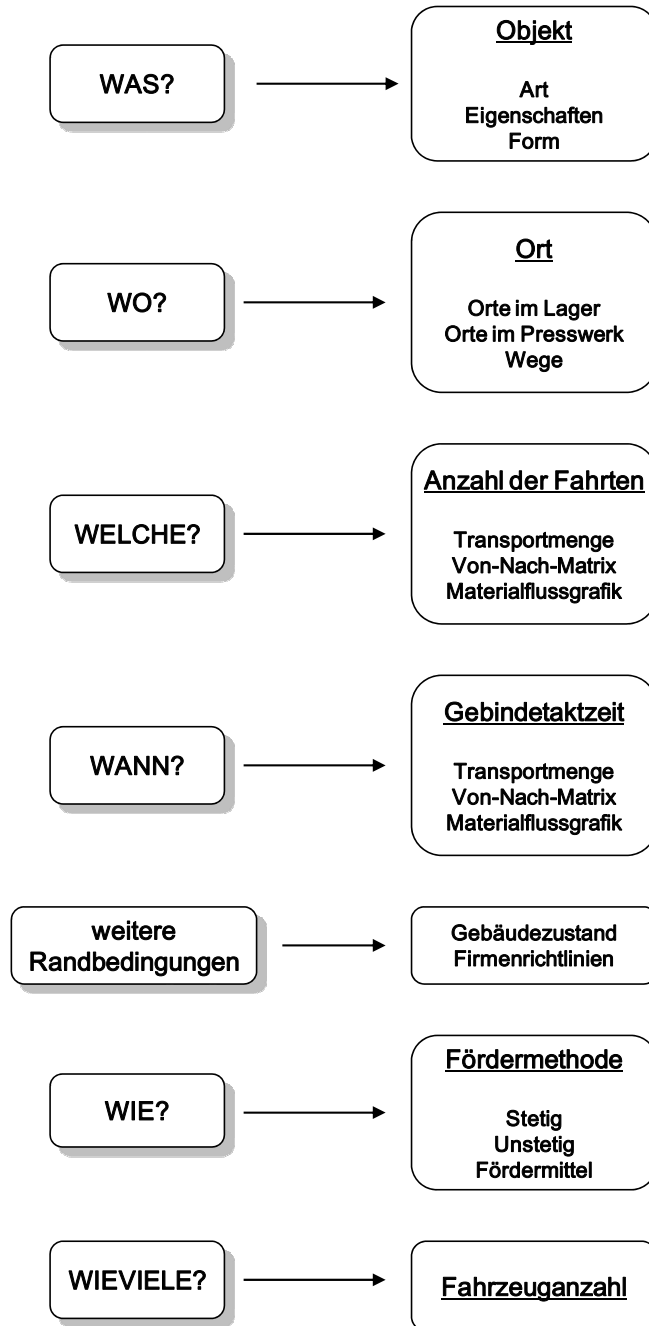 WAS?
Objekt
Art
Eigenschaften
Form
WO?
Ort
Orte im Lager
Orte im Presswerk
Wege
WELCHE?
Anzahl der Fahrten
Transportmenge
Von-Nach-Matrix
Materialflussgrafik
WANN?
Gebindetaktzeit
Transportmenge
Von-Nach-Matrix
Materialflussgrafik
weitere
Randbedingungen
Gebäudezustand
Firmenrichtlinien
WIE?
Fördermethode
Stetig
Unstetig
Fördermittel
WIEVIELE?
Fahrzeuganzahl